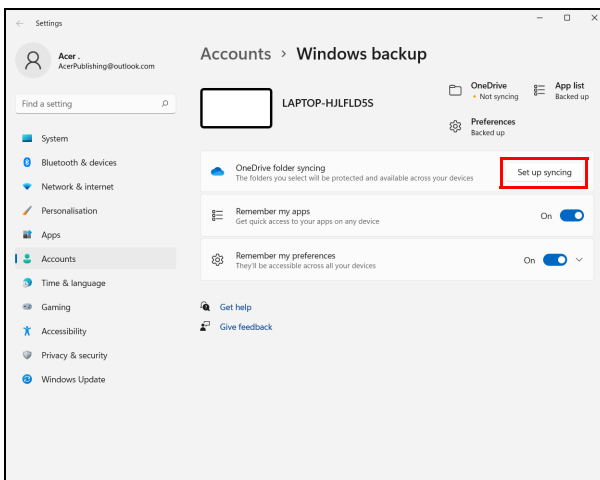 Settings
Acer .
AcerPublishing@outlook.com
Find a setting
System
Bluetooth & devices
Network & internet
Personalisation
Apps
Accounts
Time & language
Gaming
Accessibility
Privacy & security
Windows Update
Accounts > Windows backup
LAPTOP-HJLFLD5S
OneDrive
• Not syncing
App list
Backed up
Preferences
Backed up
OneDrive folder syncing
The folders you select will be protected and available across your devices
Set up syncing
Remember my apps
Get quick access to your apps on any device
On
Remember my preferences
They'll be accessible across all your devices
On
Get help
Give feedback